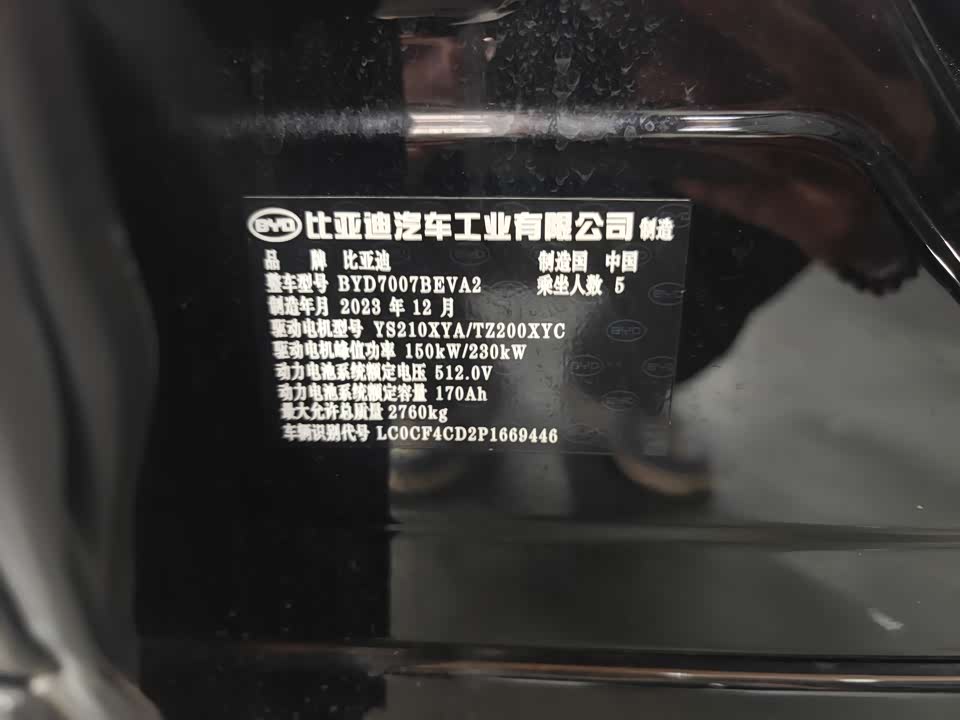 BYD 比亚迪汽车工业有限公司 制造
品 牌 比亚迪 制造国 中国
整车型号 BYD7007BEVA2 乘坐人数 5
制造年月 2023 年 12 月
驱动电机型号 YS210XYA/TZ200XYC
驱动电机峰值功率 150kW/230kW
动力电池系统额定电压 512.0V
动力电池系统额定容量 170Ah
最大允许总质量 2760kg
车辆识别代号 LC0CF4CD2P1669446